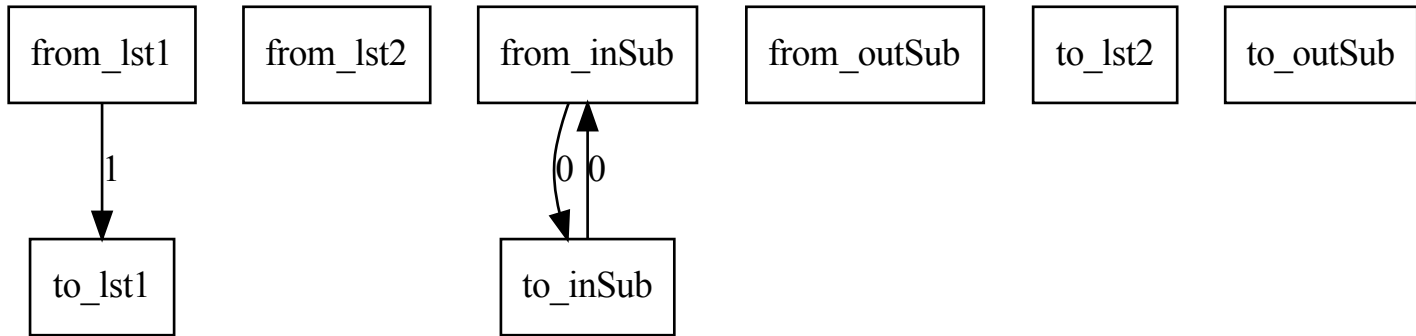 from_lst1
from_lst2
from_inSub
from_outSub
to_lst2
to_outSub
1
0
0
to_lst1
to_inSub